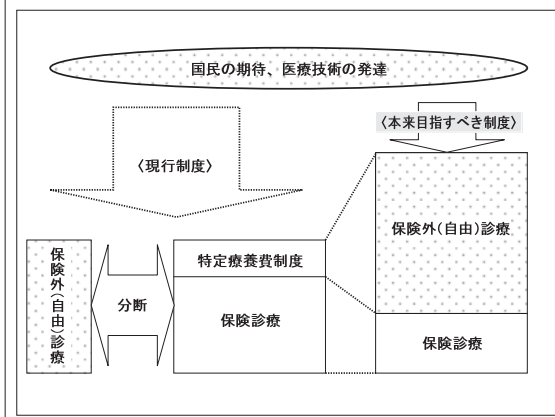 国民の期待、医療技術の発達
〈本来目指すべき制度〉
〈現行制度〉
保険外(自由)診療
特定療養費制度
保険外(自由)診療
分断
保険診療
保険診療